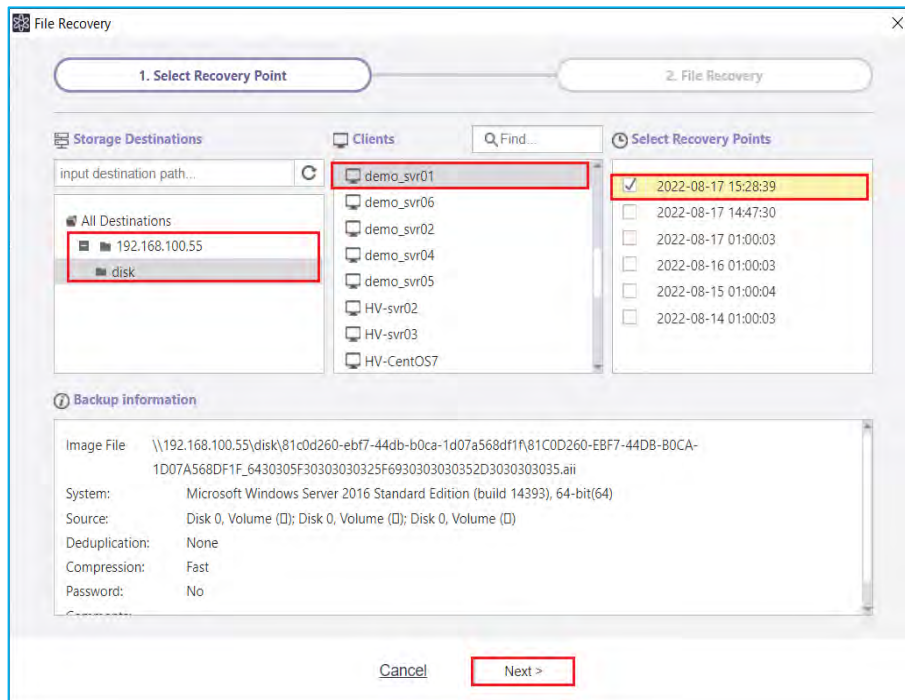 File Recovery
1. Select Recovery Point
2. File Recovery
Storage Destinations
input destination path...
All Destinations
192.168.100.55
disk
Clients
Find...
demo_svr01
demo_svr06
demo_svr02
demo_svr04
demo_svr05
HV-svr02
HV-svr03
HV-CentOS7
Select Recovery Points
2022-08-17 15:28:39
2022-08-17 14:47:30
2022-08-17 01:00:03
2022-08-16 01:00:03
2022-08-15 01:00:04
2022-08-14 01:00:03
Backup information
Image File \\192.168.100.55\disk\81c0d260-ebf7-44db-b0ca-1d07a568df1f\81C0D260-EBF7-44DB-B0CA-
1D07A568DF1F_6430305F30303030325F6930303030352D3030303035.aii
System: Microsoft Windows Server 2016 Standard Edition (build 14393), 64-bit(64)
Source: Disk 0, Volume (▯); Disk 0, Volume (▯); Disk 0, Volume (▯)
Deduplication: None
Compression: Fast
Password: No
Cancel
Next >